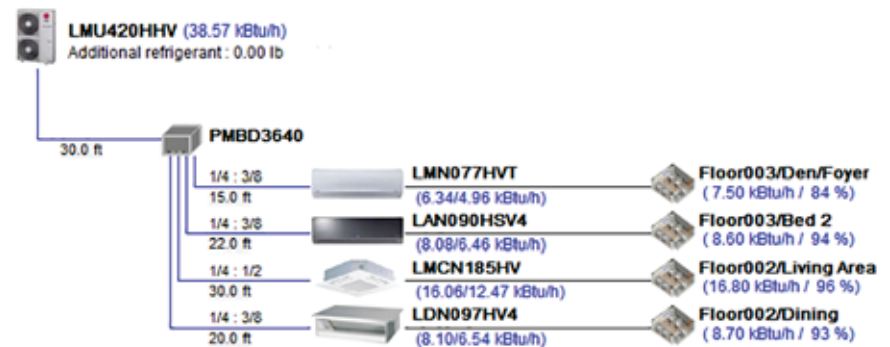 LMU420HHV (38.57 kBtu/h)
Additional refrigerant : 0.00 lb
30.0 ft
PMBD3640
1/4 : 3/8
15.0 ft
LMN077HVT
(6.34/4.96 kBtu/h)
Floor003/Den/Foyer
( 7.50 kBtu/h / 84 %)
1/4 : 3/8
22.0 ft
LAN090HSV4
(8.08/6.46 kBtu/h)
Floor003/Bed 2
( 8.60 kBtu/h / 94 %)
1/4 : 1/2
30.0 ft
LMCN185HV
(16.06/12.47 kBtu/h)
Floor002/Living Area
(16.80 kBtu/h / 96 %)
1/4 : 3/8
20.0 ft
LDN097HV4
(8.10/6.54 kBtu/h)
Floor002/Dining
( 8.70 kBtu/h / 93 %)